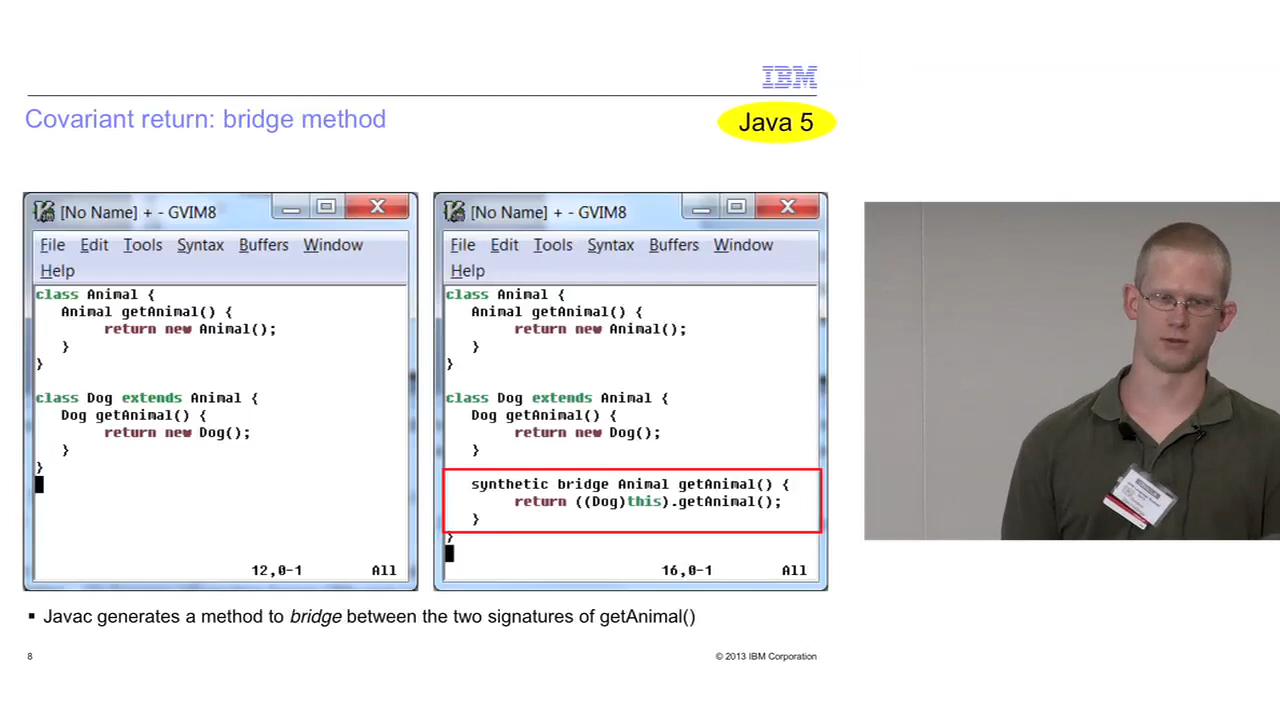 IBM
Covariant return: bridge method
Java 5
[No Name] + - GVIM8
File Edit Tools Syntax Buffers Window
Help
class Animal {
Animal getAnimal() {
return new Animal();
}
}
class Dog extends Animal {
Dog getAnimal() {
return new Dog();
}
}
12,0-1 All
[No Name] + - GVIM8
File Edit Tools Syntax Buffers Window
Help
class Animal {
Animal getAnimal() {
return new Animal();
}
}
class Dog extends Animal {
Dog getAnimal() {
return new Dog();
}
synthetic bridge Animal getAnimal() {
return ((Dog)this).getAnimal();
}
}
16,0-1 All
▪ Javac generates a method to bridge between the two signatures of getAnimal()
8
© 2013 IBM Corporation